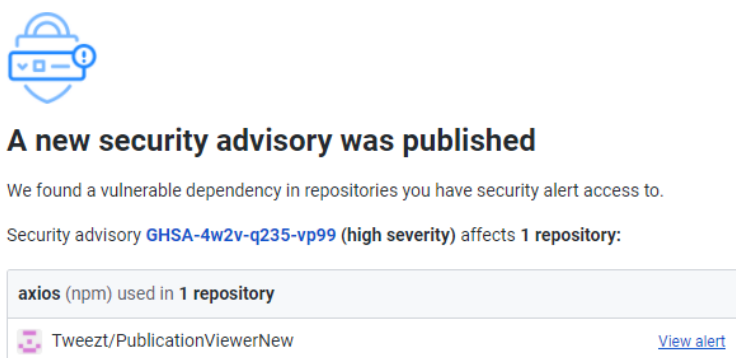 A new security advisory was published
We found a vulnerable dependency in repositories you have security alert access to.
Security advisory GHSA-4w2v-q235-vp99 (high severity) affects 1 repository:
axios (npm) used in 1 repository
Tweezt/PublicationViewerNew View alert